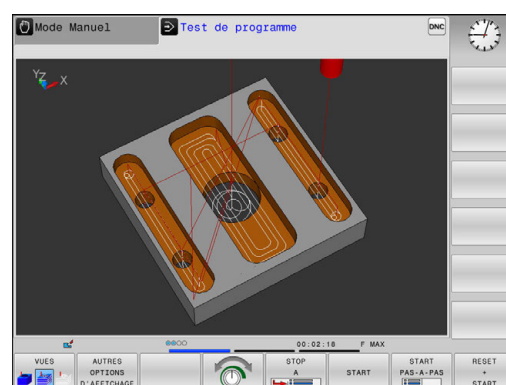 Mode Manuel
Test de programme
DNC
YZ X
00:02:18 F MAX
VUES
AUTRES
OPTIONS
D'AFFICHAGE
STOP
A
START
START
PAS-A-PAS
RESET
+
START